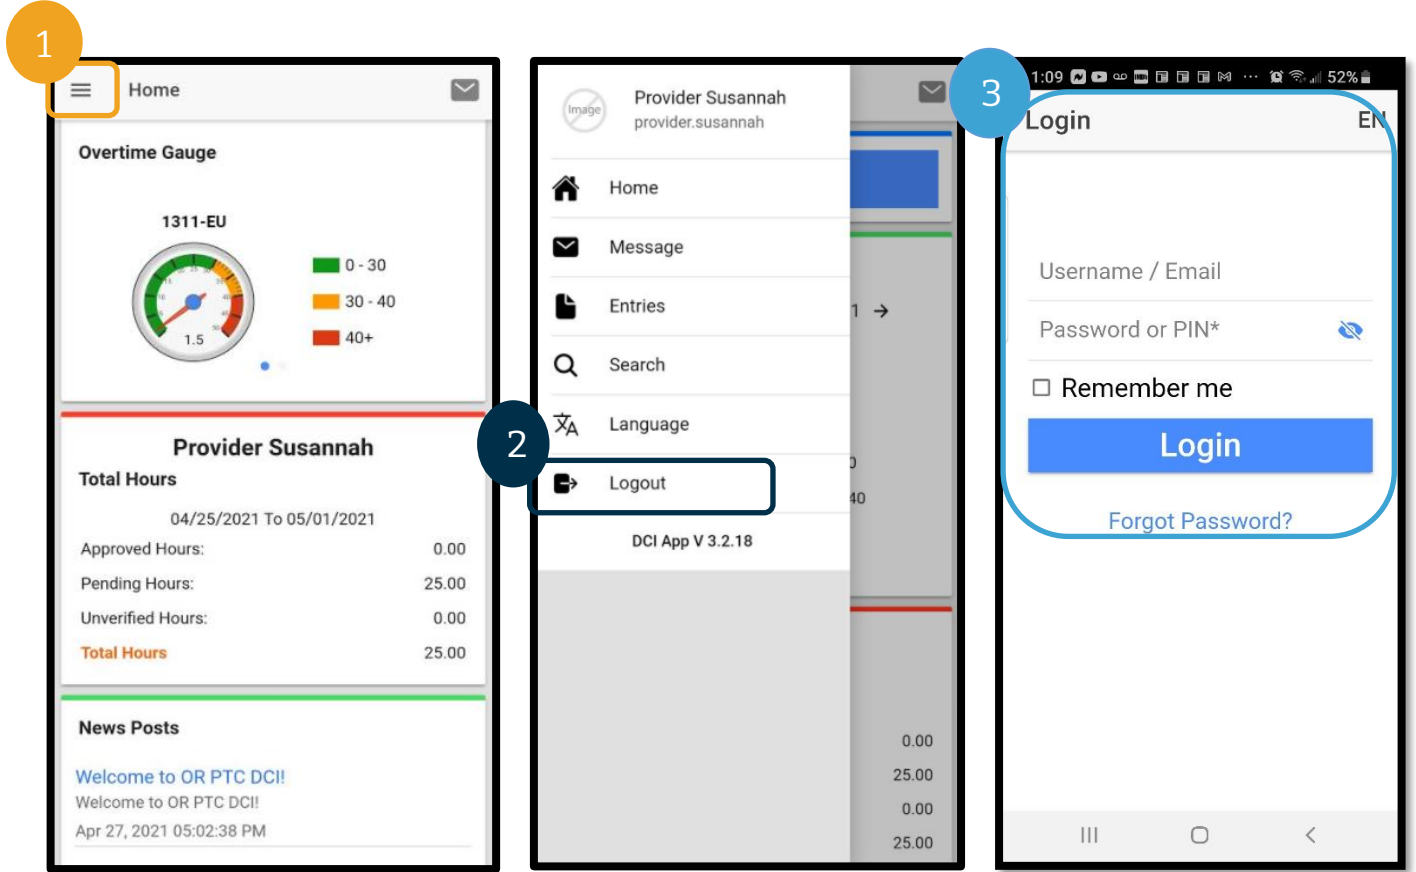 1
Home
Overtime Gauge
1311-EU
0 - 30
30 - 40
40+
1.5
Provider Susannah
Total Hours
04/25/2021 To 05/01/2021
Approved Hours: 0.00
Pending Hours: 25.00
Unverified Hours: 0.00
Total Hours 25.00
News Posts
Welcome to OR PTC DCI!
Welcome to OR PTC DCI!
Apr 27, 2021 05:02:38 PM
2
Image
Provider Susannah
provider.susannah
Home
Message
Entries
Search
Language
Logout
DCI App V 3.2.18
1
40
0.00
25.00
0.00
25.00
3
1:09 52%
Login EN
Username / Email
Password or PIN*
Remember me
Login
Forgot Password?